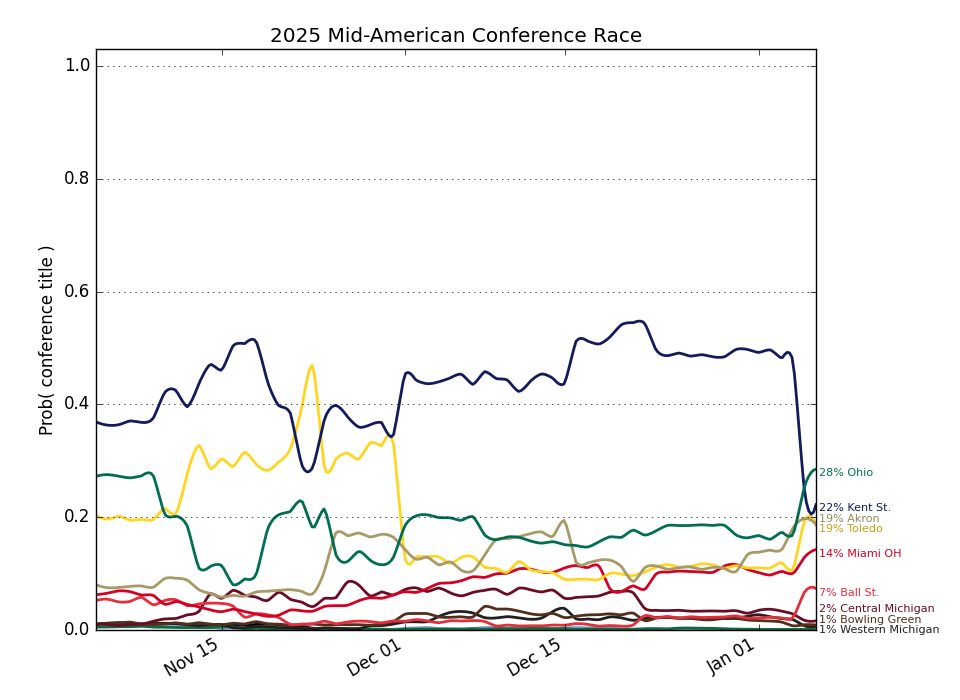 2025 Mid-American Conference Race
Prob( conference title )
1.0
0.8
0.6
0.4
0.2
0.0
Nov 15
Dec 01
Dec 15
Jan 01
28% Ohio
22% Kent St.
19% Akron
19% Toledo
14% Miami OH
7% Ball St.
2% Central Michigan
1% Bowling Green
1% Western Michigan